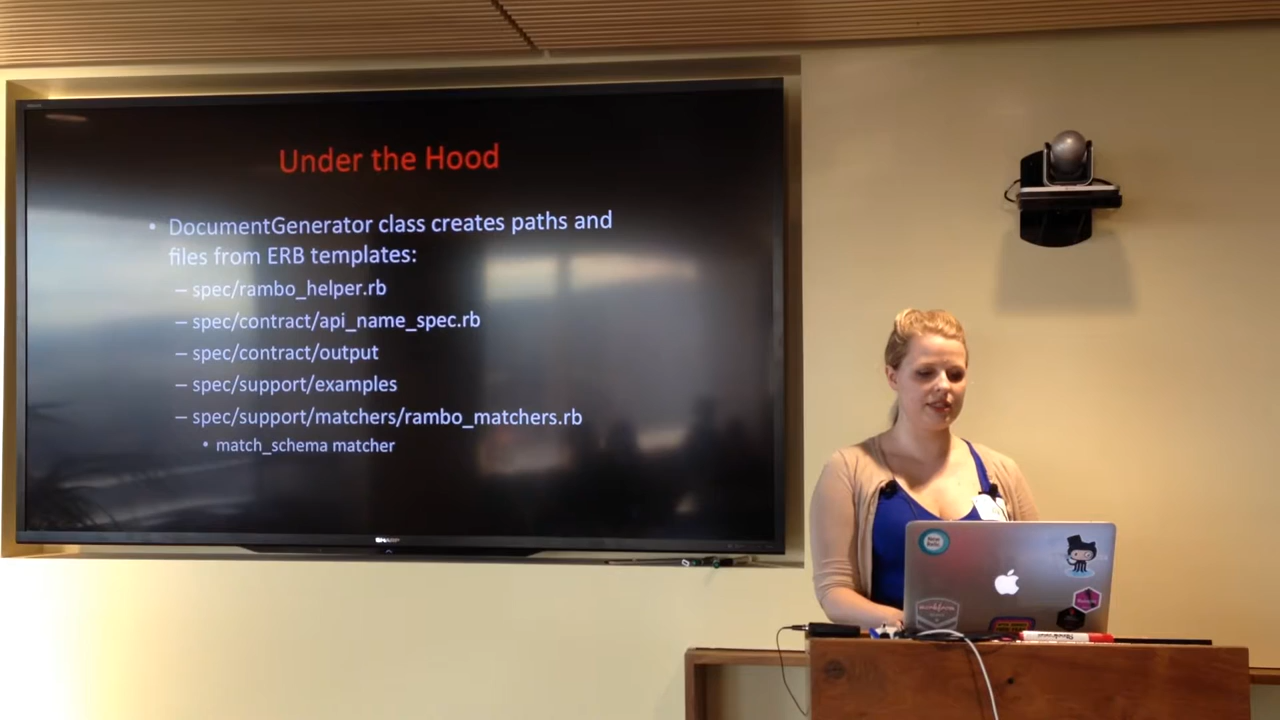 Under the Hood
• DocumentGenerator class creates paths and
files from ERB templates:
– spec/rambo_helper.rb
– spec/contract/api_name_spec.rb
– spec/contract/output
– spec/support/examples
– spec/support/matchers/rambo_matchers.rb
• match_schema matcher
SHARP